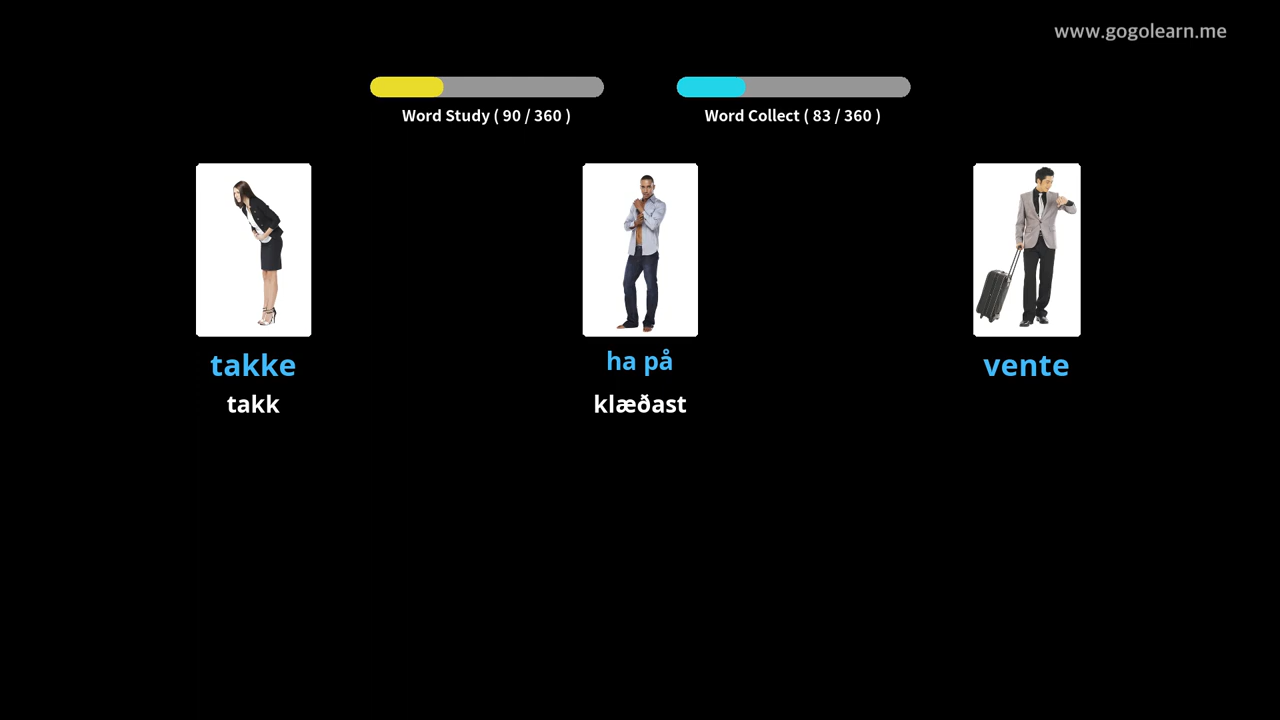 www.gogolearn.me
Word Study ( 90 / 360 )
Word Collect ( 83 / 360 )
takke
ha på
vente
takk
klæðast